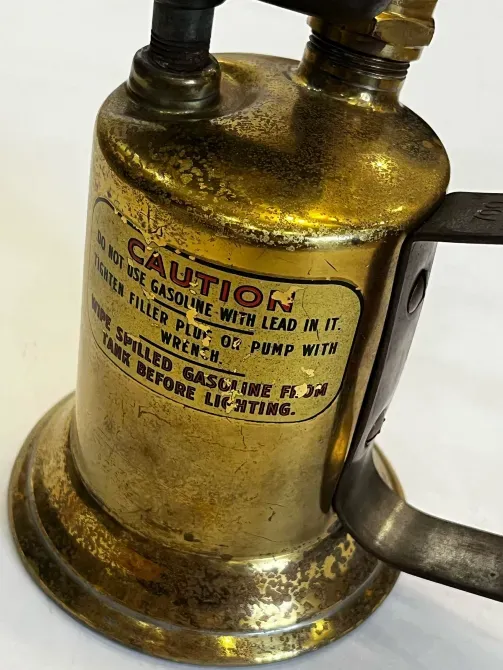 CAUTION
DO NOT USE GASOLINE WITH LEAD IN IT.
TIGHTEN FILLER PLUG OR PUMP WITH
WRENCH.
WIPE SPILLED GASOLINE FROM
TANK BEFORE LIGHTING.